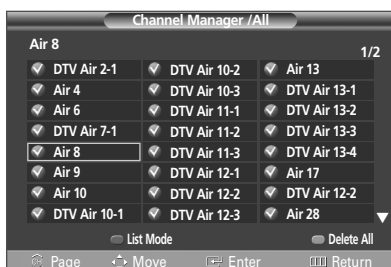 Channel Manager /All
Air 8
1/2
DTV Air 2-1 DTV Air 10-2 Air 13
Air 4 DTV Air 10-3 DTV Air 13-1
Air 6 DTV Air 11-1 DTV Air 13-2
DTV Air 7-1 DTV Air 11-2 DTV Air 13-3
Air 8 DTV Air 11-3 DTV Air 13-4
Air 9 DTV Air 12-1 Air 17
Air 10 DTV Air 12-2 DTV Air 12-2
DTV Air 10-1 DTV Air 12-3 Air 28
List Mode Delete All
CH Page Move Enter Return